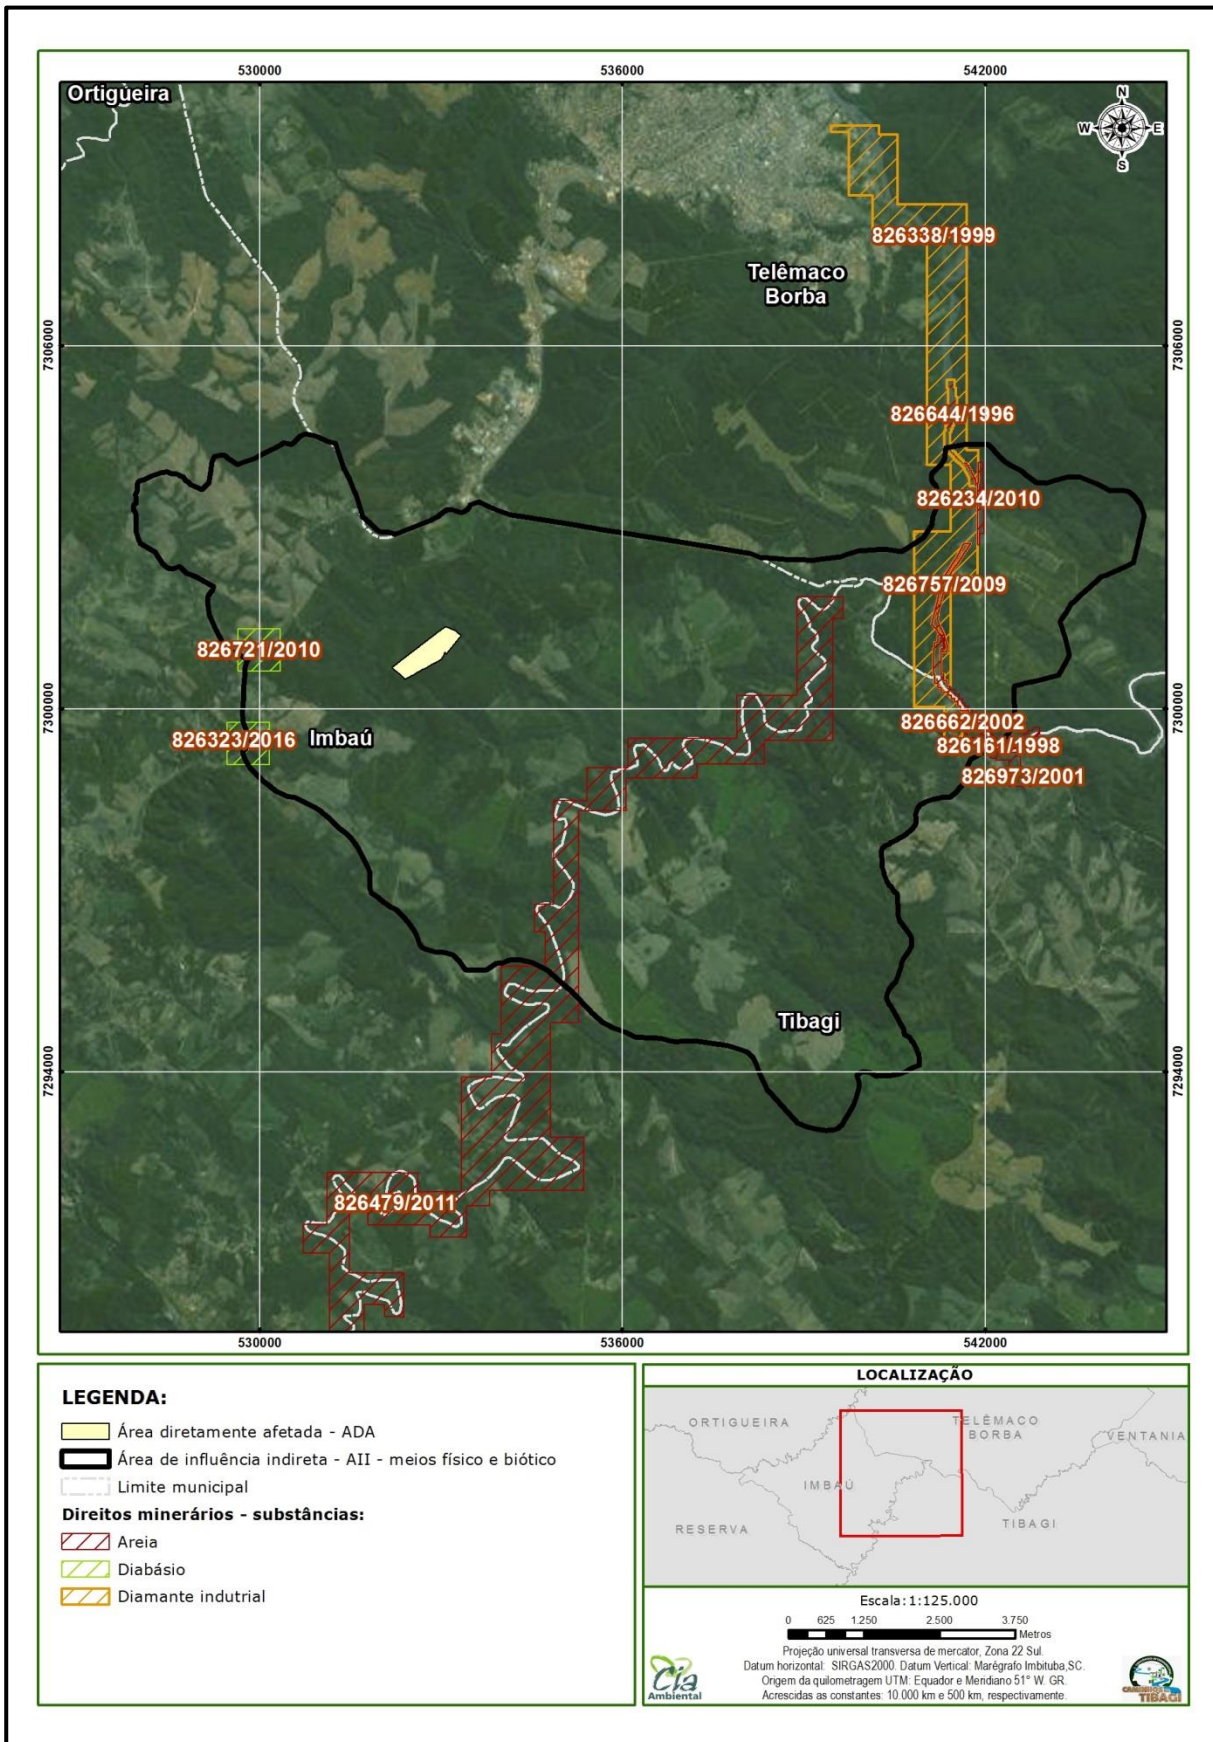 530000
536000
542000
Ortigueira
N
W
E
S
826338/1999
Telêmaco
Borba
7306000
7306000
826644/1996
826234/2010
826757/2009
826721/2010
7300000
7300000
826662/2002
826323/2016
Imbaú
826161/1998
826973/2001
Tibagi
7294000
7294000
826479/2011
530000
536000
542000
LEGENDA:
Área diretamente afetada - ADA
Área de influência indireta - AII - meios físico e biótico
Limite municipal
Direitos minerários - substâncias:
Areia
Diabásio
Diamante indutrial
LOCALIZAÇÃO
ORTIGUEIRA
TELÊMACO
BORBA
VENTANIA
IMBAÚ
RESERVA
TIBAGI
Escala: 1:125.000
0 625 1.250 2.500 3.750
Metros
Projeção universal transversa de mercator, Zona 22 Sul.
Datum horizontal: SIRGAS2000. Datum Vertical: Marégrafo Imbituba,SC.
Origem da quilometragem UTM: Equador e Meridiano 51° W. GR.
Acrescidas as constantes: 10.000 km e 500 km, respectivamente.
Cia
Ambiental
TIBAGI